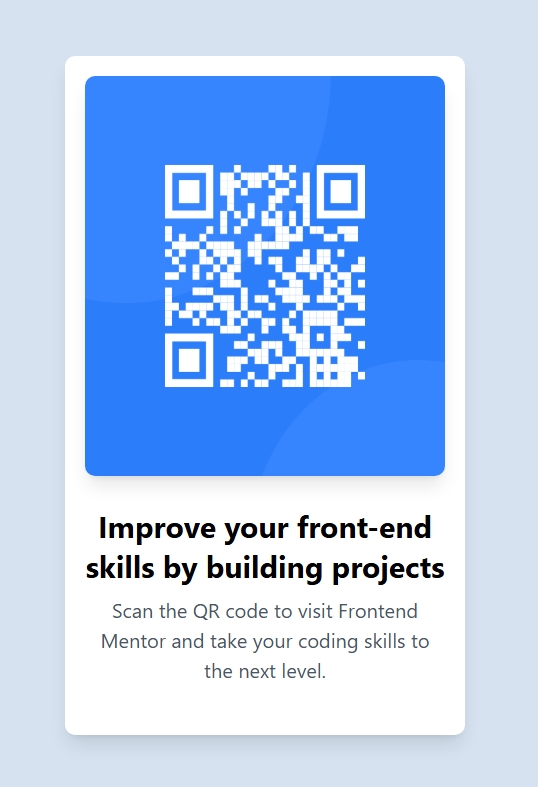 Improve your front-end
skills by building projects
Scan the QR code to visit Frontend
Mentor and take your coding skills to
the next level.